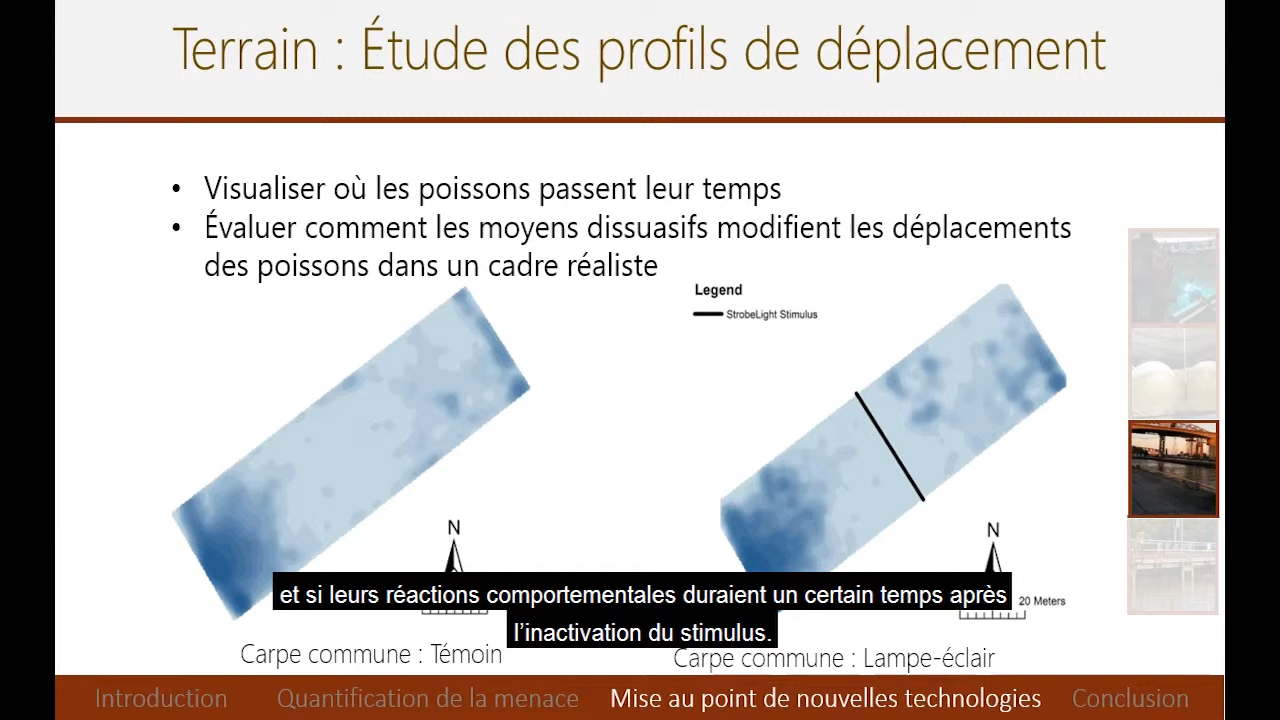 Terrain : Étude des profils de déplacement
• Visualiser où les poissons passent leur temps
• Évaluer comment les moyens dissuasifs modifient les déplacements
des poissons dans un cadre réaliste
Legend
StrobeLight Stimulus
N
N
20 Meters
et si leurs réactions comportementales duraient un certain temps après
l’inactivation du stimulus.
Carpe commune : Témoin
Carpe commune : Lampe-éclair
Introduction
Quantification de la menace
Mise au point de nouvelles technologies
Conclusion